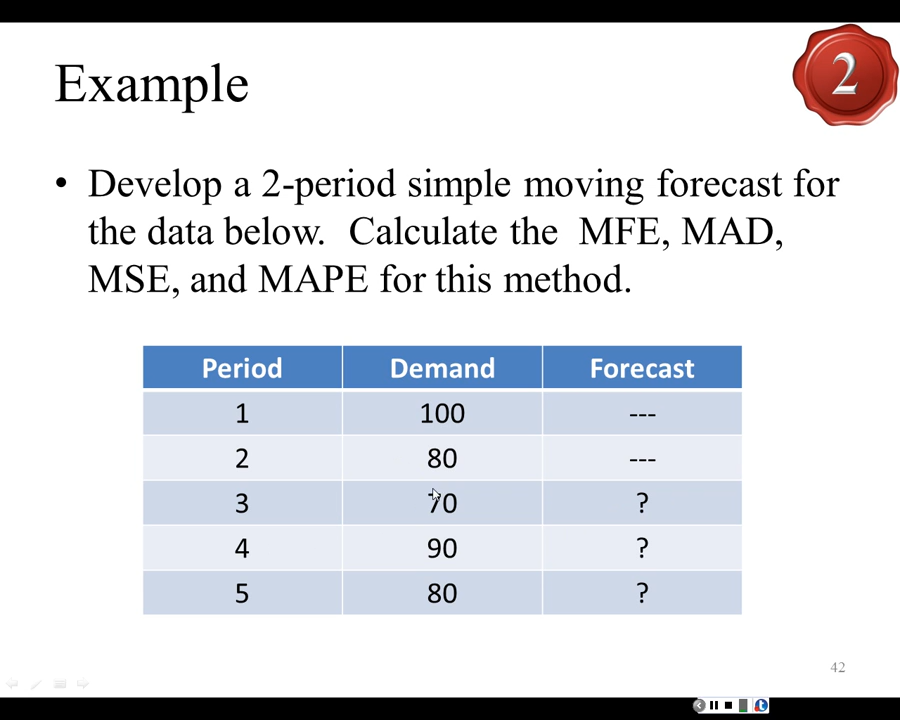 Example
2
• Develop a 2-period simple moving forecast for
the data below.  Calculate the  MFE, MAD,
MSE, and MAPE for this method.
Period Demand Forecast
1 100 ---
2 80 ---
3 70 ?
4 90 ?
5 80 ?
42